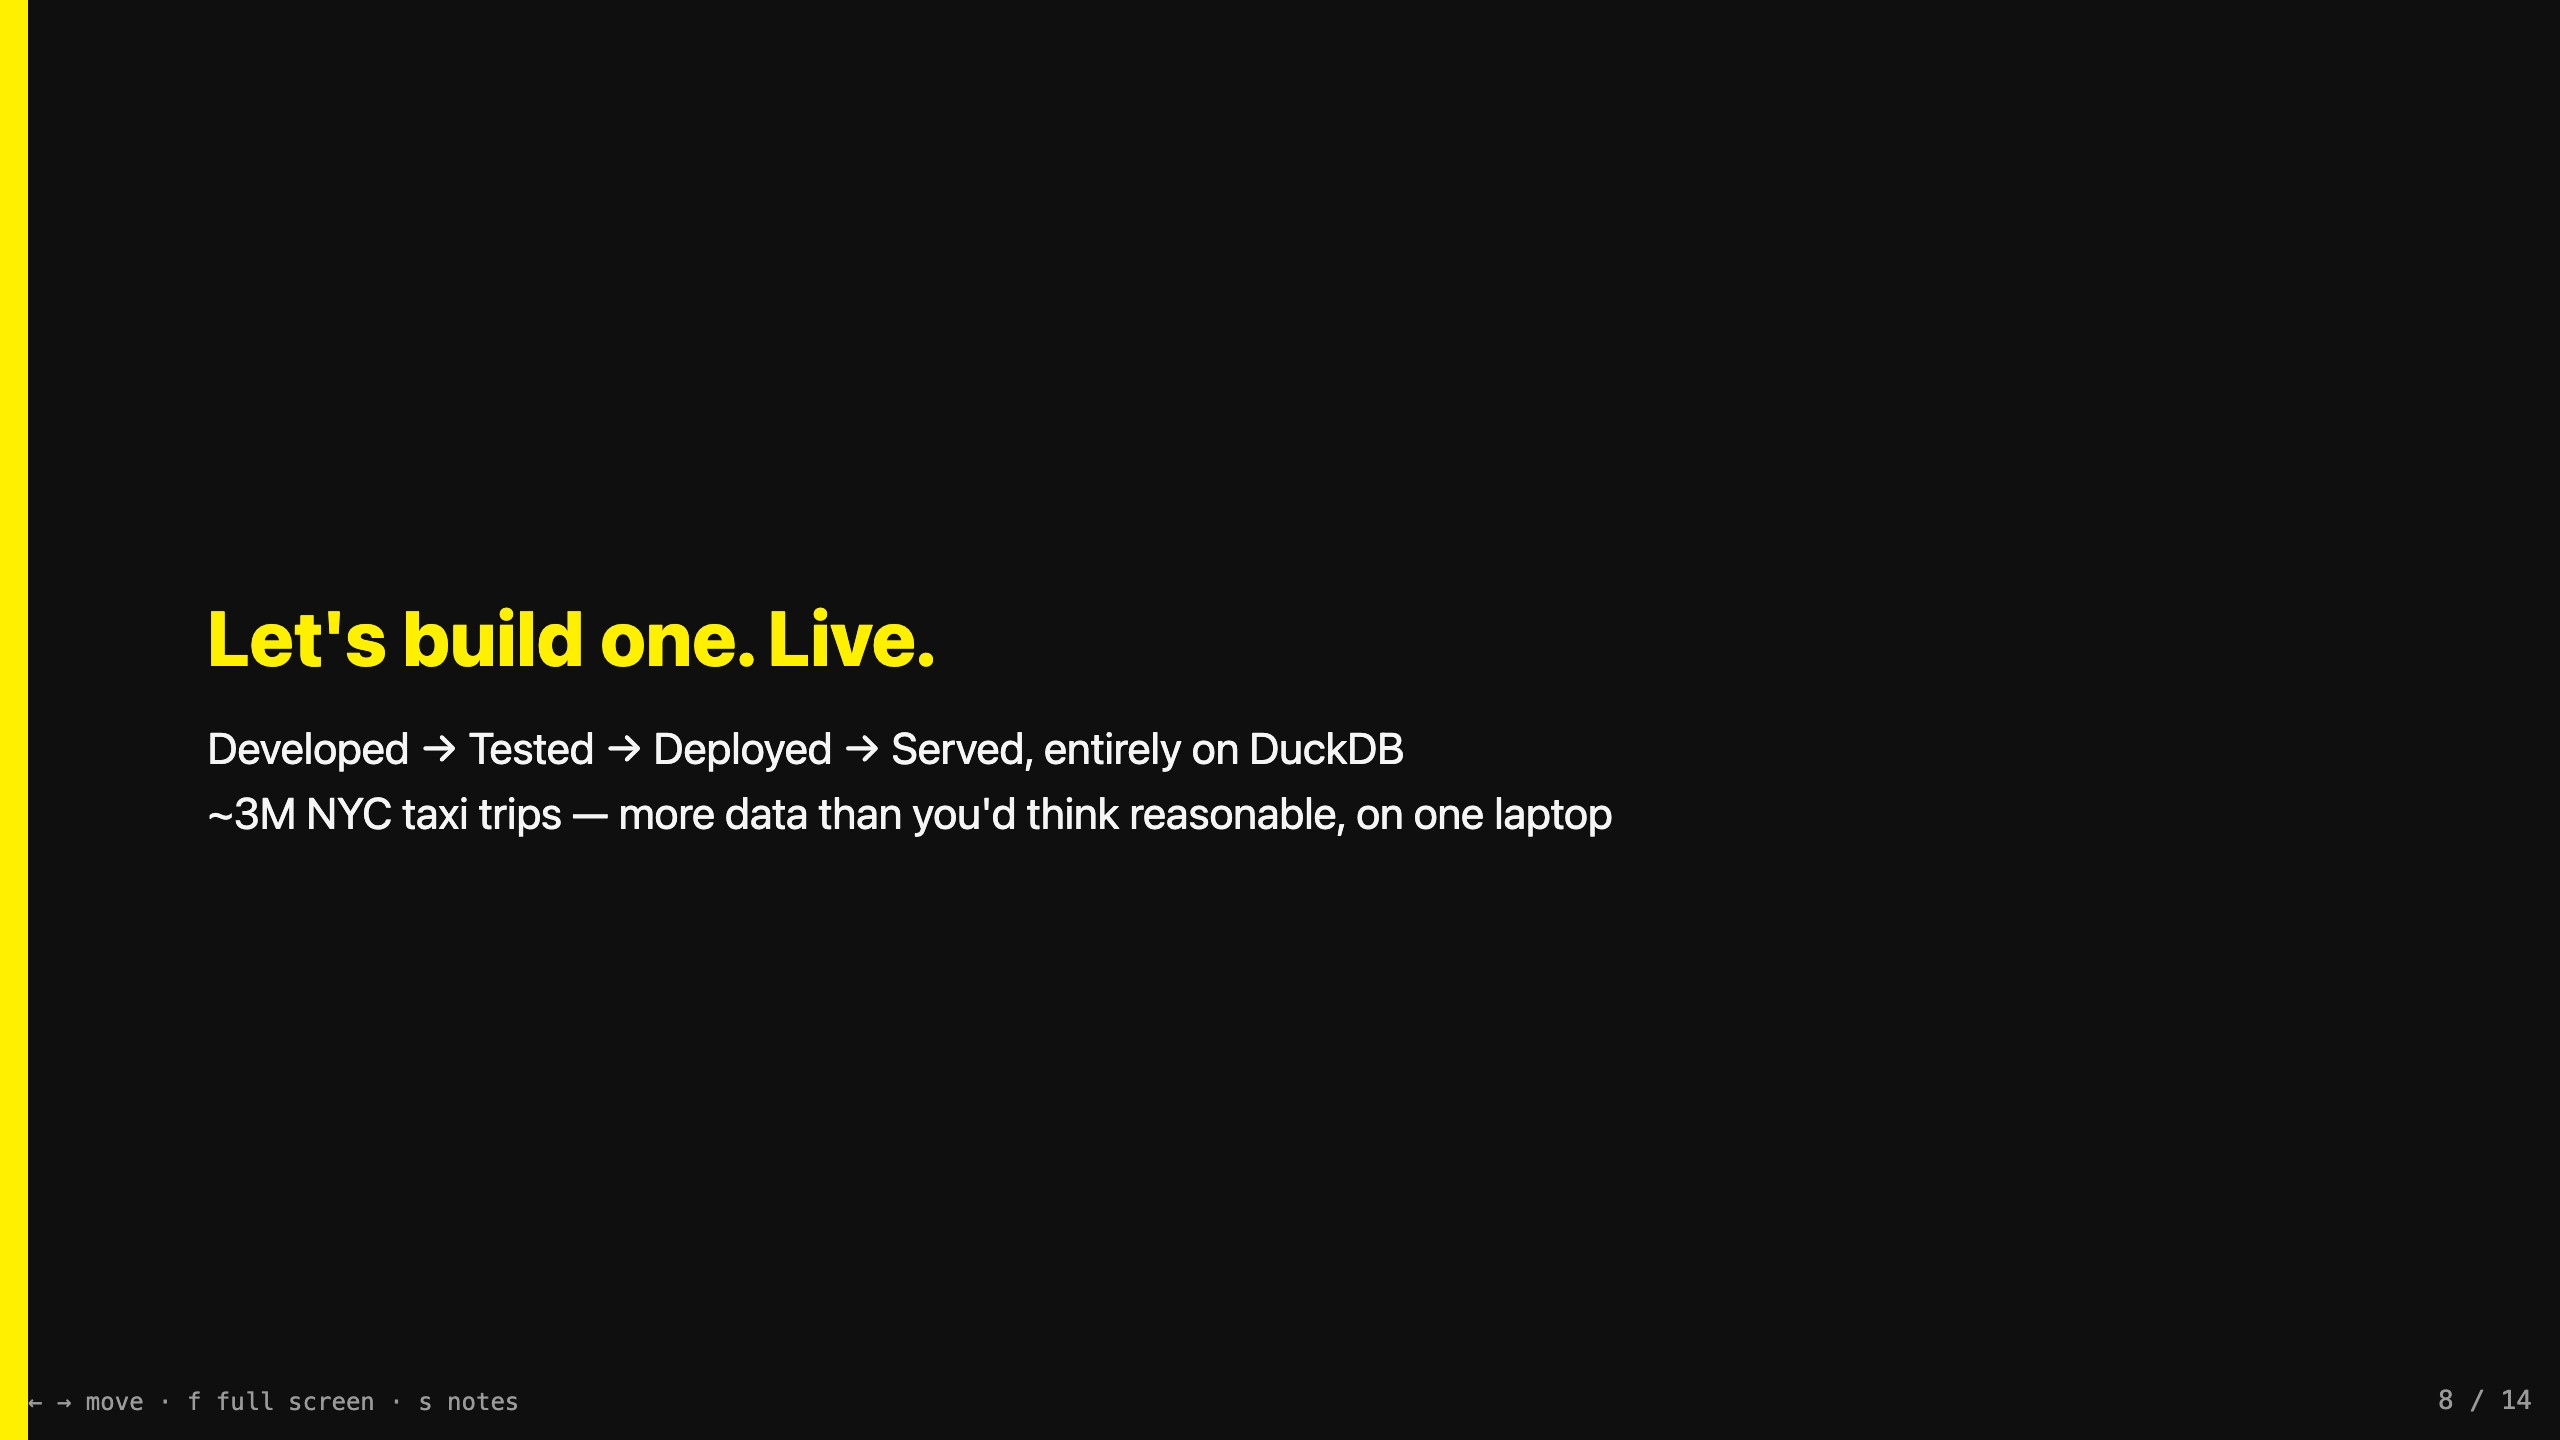 Let's build one. Live.
Developed → Tested → Deployed → Served, entirely on DuckDB
~3M NYC taxi trips — more data than you'd think reasonable, on one laptop
← → move · f full screen · s notes
8 / 14